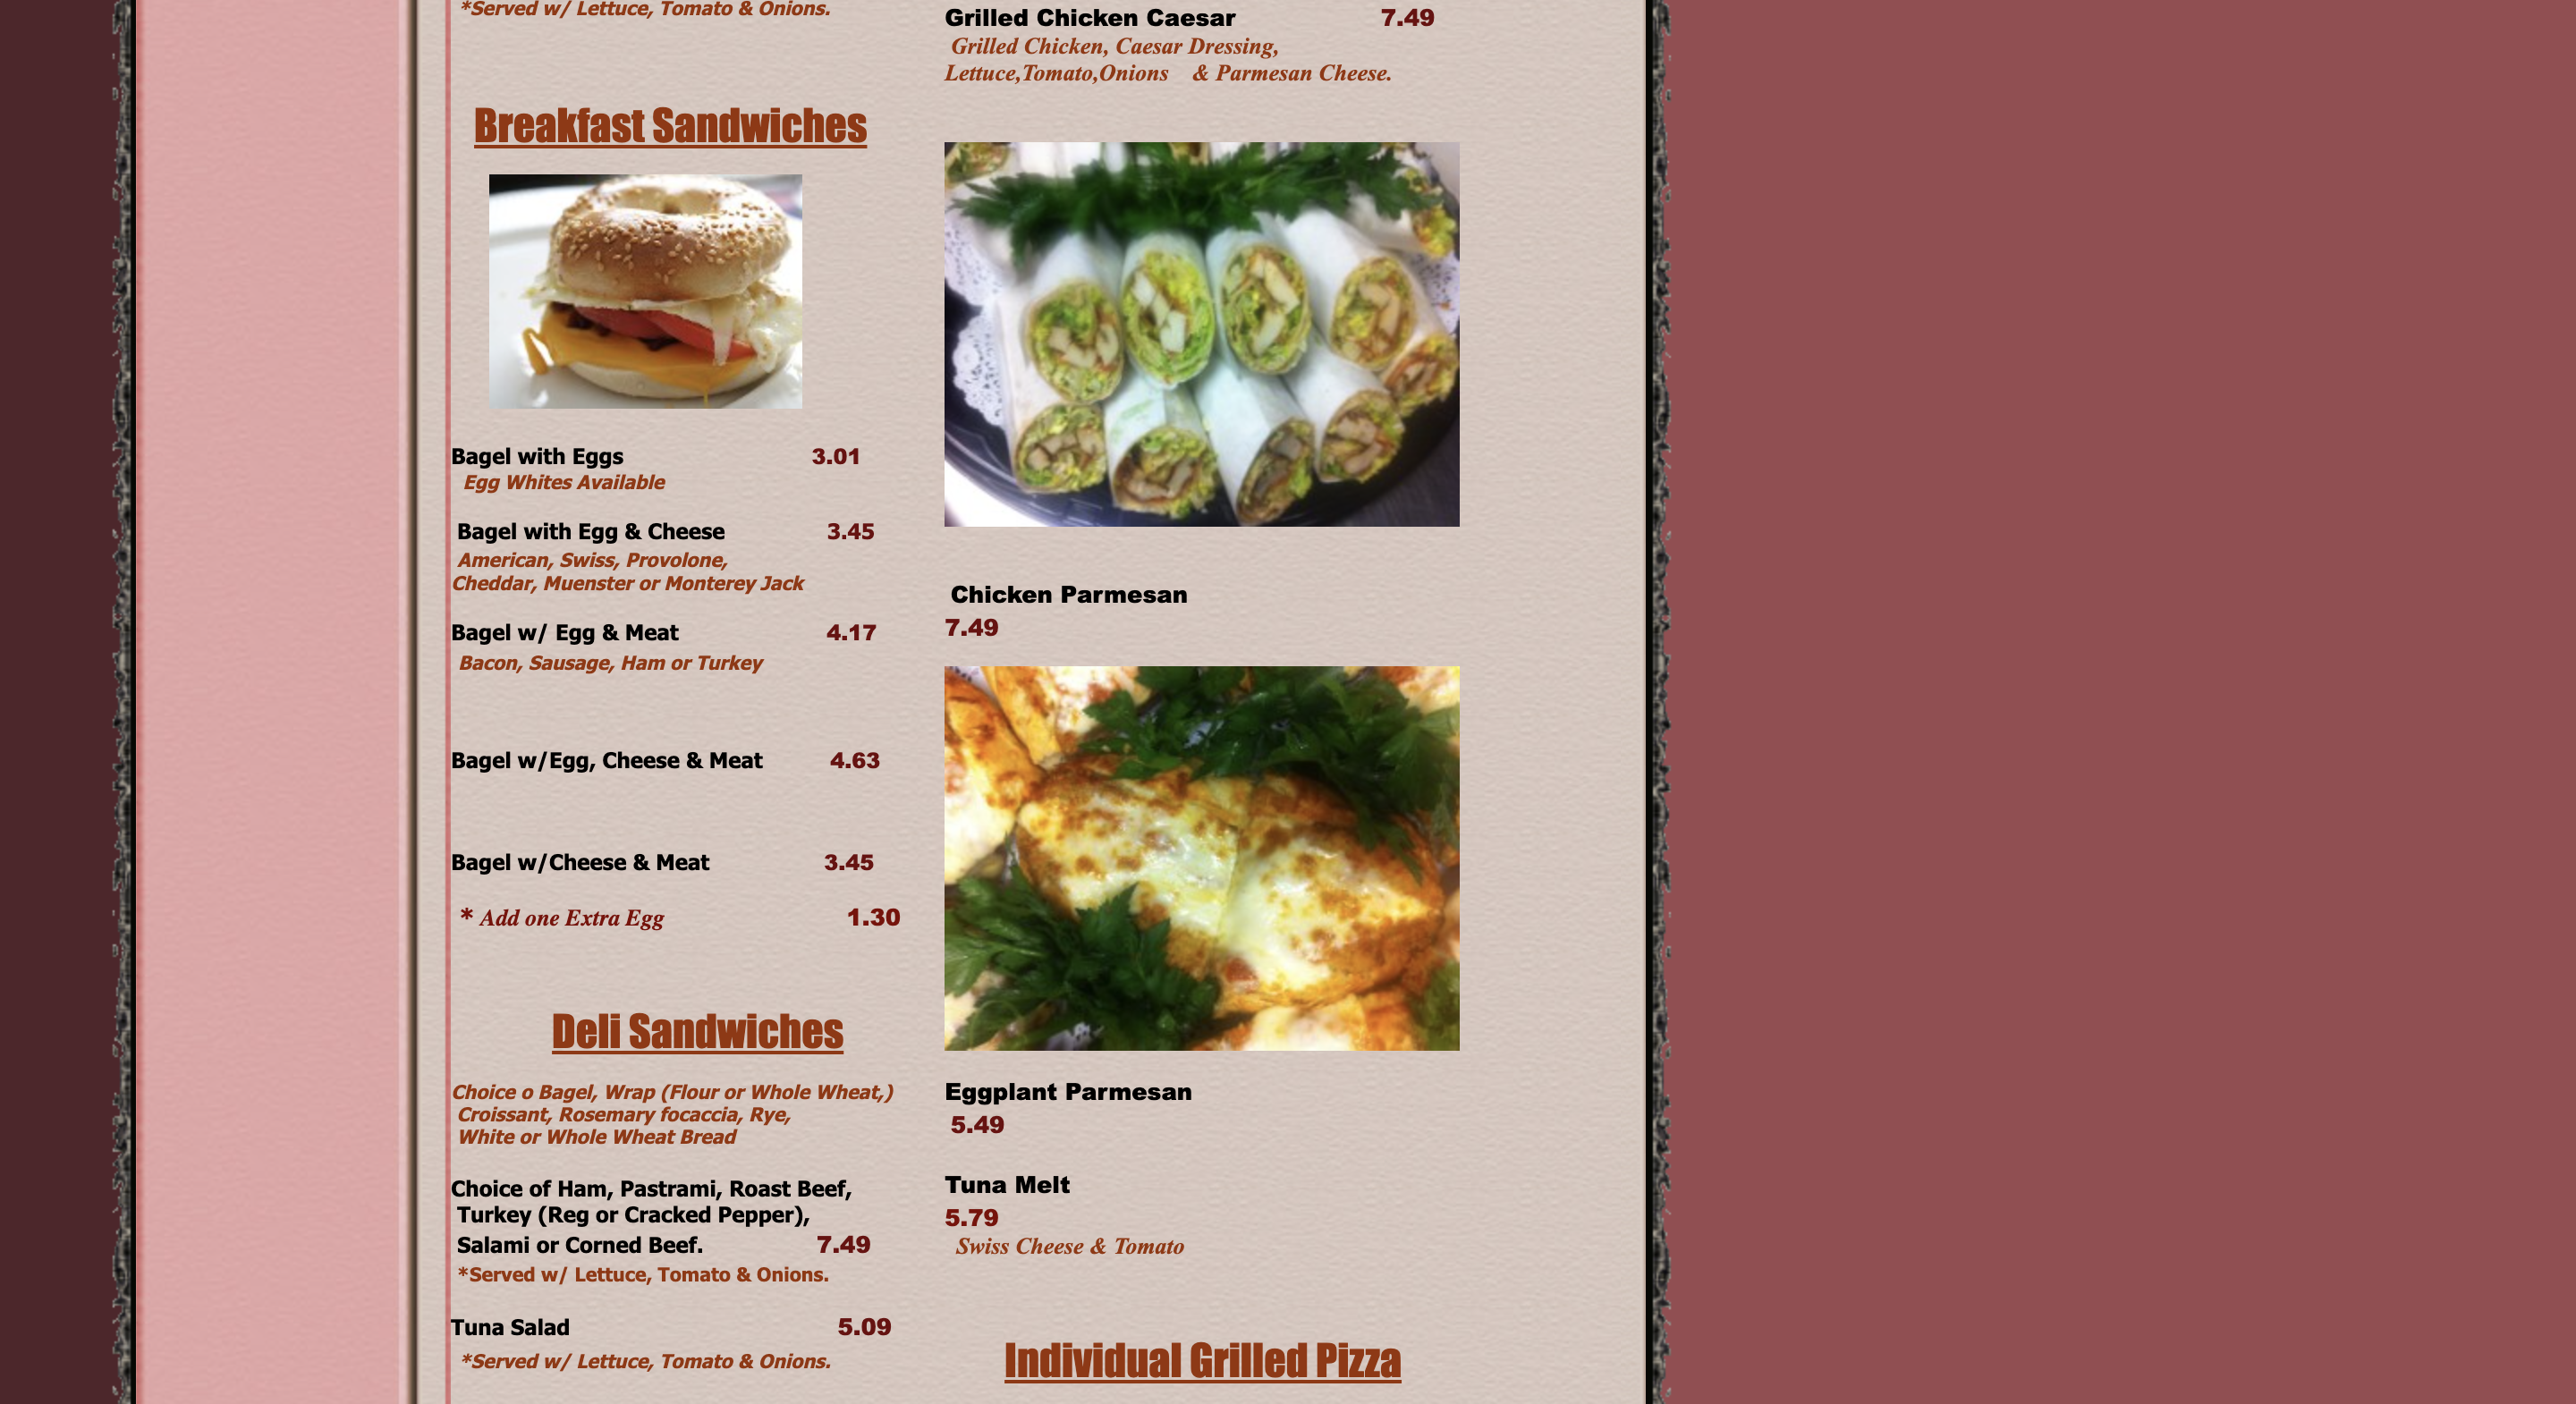 *Served w/ Lettuce, Tomato & Onions.
Breakfast Sandwiches
Bagel with Eggs 3.01
Egg Whites Available
Bagel with Egg & Cheese 3.45
American, Swiss, Provolone,
Cheddar, Muenster or Monterey Jack
Bagel w/ Egg & Meat 4.17
Bacon, Sausage, Ham or Turkey
Bagel w/Egg, Cheese & Meat 4.63
Bagel w/Cheese & Meat 3.45
* Add one Extra Egg 1.30
Deli Sandwiches
Choice o Bagel, Wrap (Flour or Whole Wheat,)
Croissant, Rosemary focaccia, Rye,
White or Whole Wheat Bread
Choice of Ham, Pastrami, Roast Beef,
Turkey (Reg or Cracked Pepper),
Salami or Corned Beef. 7.49
*Served w/ Lettuce, Tomato & Onions.
Tuna Salad 5.09
*Served w/ Lettuce, Tomato & Onions.
Grilled Chicken Caesar 7.49
Grilled Chicken, Caesar Dressing,
Lettuce,Tomato,Onions & Parmesan Cheese.
Chicken Parmesan
7.49
Eggplant Parmesan
5.49
Tuna Melt
5.79
Swiss Cheese & Tomato
Individual Grilled Pizza